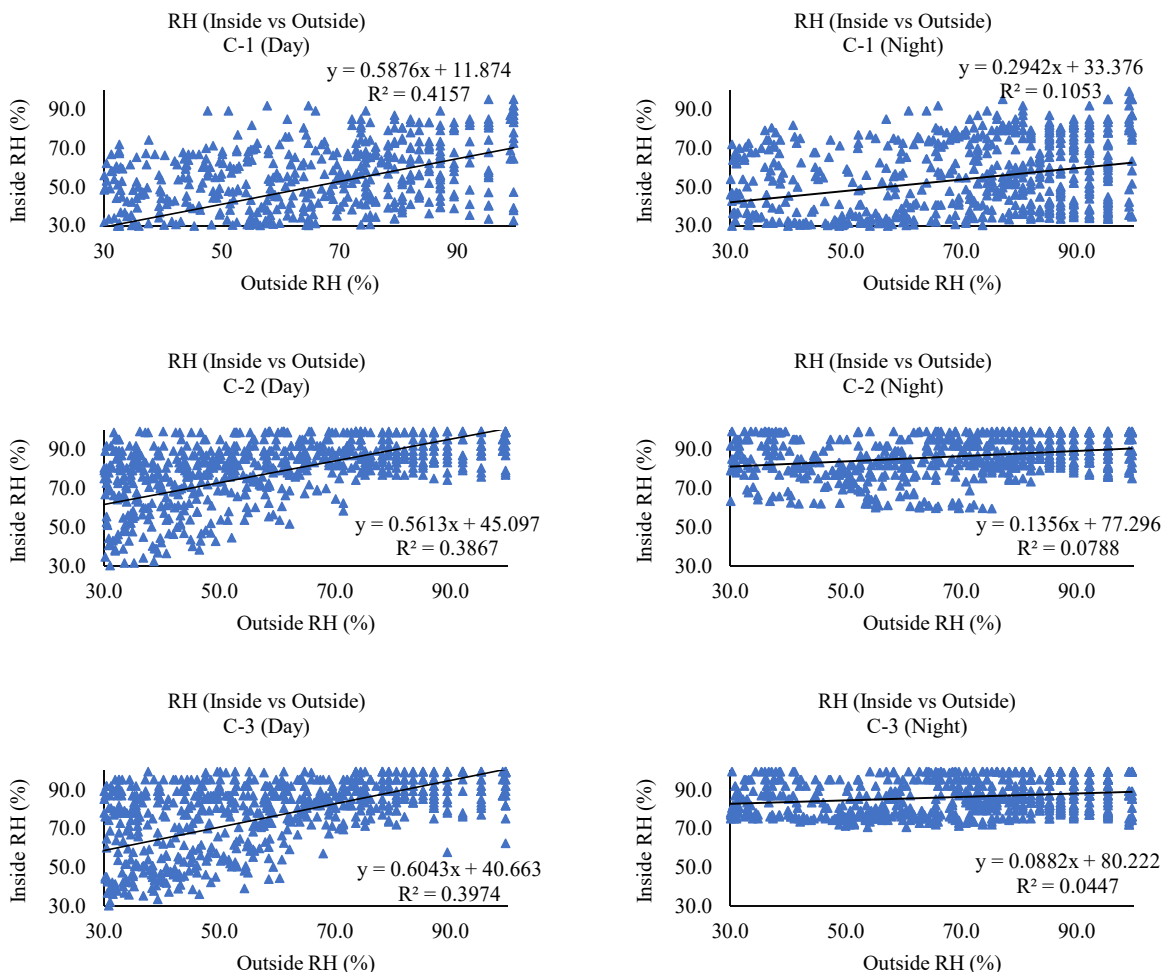 RH (Inside vs Outside)
C-1 (Day)
y = 0.5876x + 11.874
R² = 0.4157
Inside RH (%)
90.0
70.0
50.0
30.0
30 50 70 90
Outside RH (%)
RH (Inside vs Outside)
C-1 (Night)
y = 0.2942x + 33.376
R² = 0.1053
Inside RH (%)
90.0
70.0
50.0
30.0
30.0 50.0 70.0 90.0
Outside RH (%)
RH (Inside vs Outside)
C-2 (Day)
Inside RH (%)
90.0
70.0
50.0
30.0
y = 0.5613x + 45.097
R² = 0.3867
30.0 50.0 70.0 90.0
Outside RH (%)
RH (Inside vs Outside)
C-2 (Night)
Inside RH (%)
90.0
70.0
50.0
30.0
y = 0.1356x + 77.296
R² = 0.0788
30.0 50.0 70.0 90.0
Outside RH (%)
RH (Inside vs Outside)
C-3 (Day)
Inside RH (%)
90.0
70.0
50.0
30.0
y = 0.6043x + 40.663
R² = 0.3974
30.0 50.0 70.0 90.0
Outside RH (%)
RH (Inside vs Outside)
C-3 (Night)
Inside RH (%)
90.0
70.0
50.0
30.0
y = 0.0882x + 80.222
R² = 0.0447
30.0 50.0 70.0 90.0
Outside RH (%)